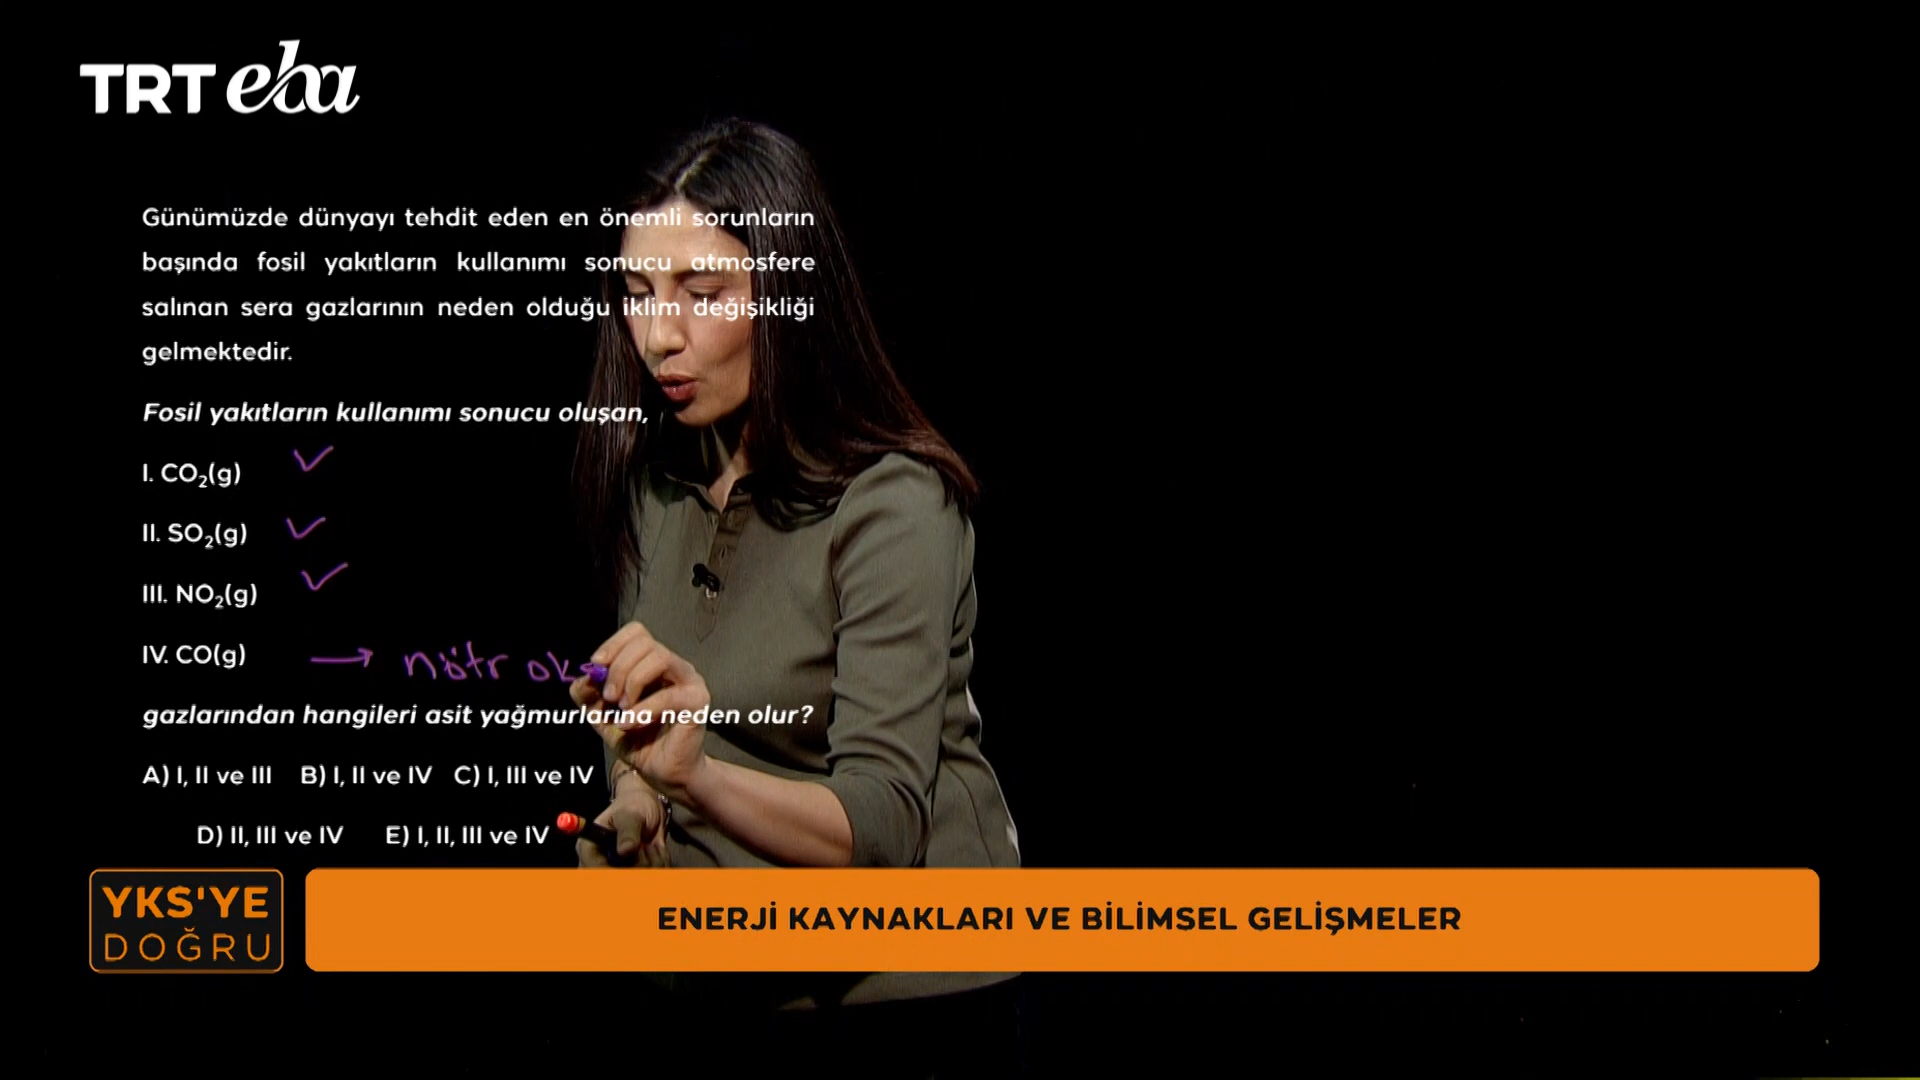 TRT eba
Günümüzde dünyayı tehdit eden en önemli sorunların
başında fosil yakıtların kullanımı sonucu atmosfere
salınan sera gazlarının neden olduğu iklim değişikliği
gelmektedir.
Fosil yakıtların kullanımı sonucu oluşan,
I. CO₂(g)
II. SO₂(g)
III. NO₂(g)
IV. CO(g) → nötr oks
gazlarından hangileri asit yağmurlarına neden olur?
A) I, II ve III B) I, II ve IV C) I, III ve IV
D) II, III ve IV E) I, II, III ve IV
YKS'YE
DOĞRU
ENERJİ KAYNAKLARI VE BİLİMSEL GELİŞMELER